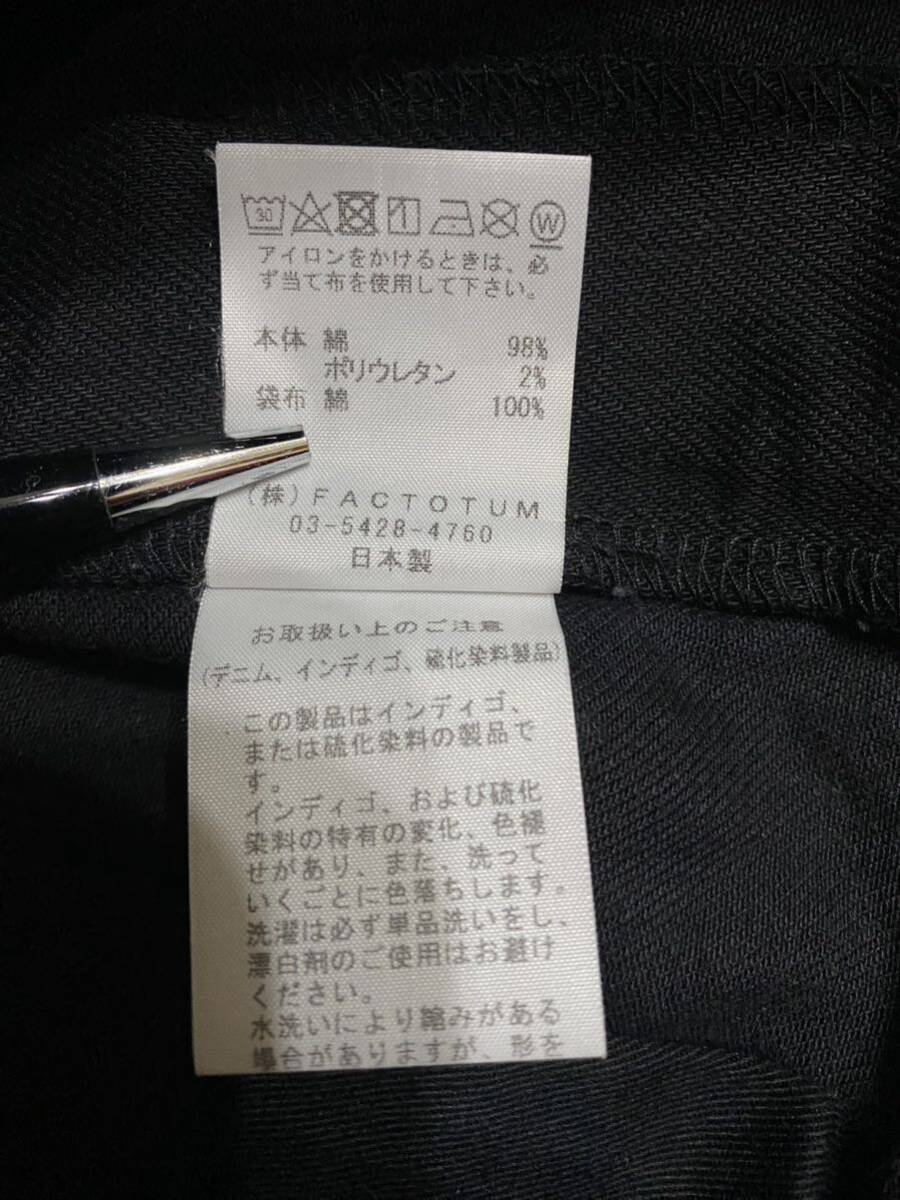 30
W
アイロンをかけるときは、必
ず当て布を使用して下さい。
本体 綿 98%
ポリウレタン 2%
袋布 綿 100%
(株)FACTOTUM
03-5428-4760
日本製
お取扱い上のご注意
(デニム、インディゴ、硫化染料製品)
この製品はインディゴ、
または硫化染料の製品で
す。
インディゴ、および硫化
染料の特有の変化、色褪
せがあり、また、洗って
いくごとに色落ちします。
洗濯は必ず単品洗いをし、
漂白剤のご使用はお避け
ください。
水洗いにより縮みがある
場合がありますが、形を